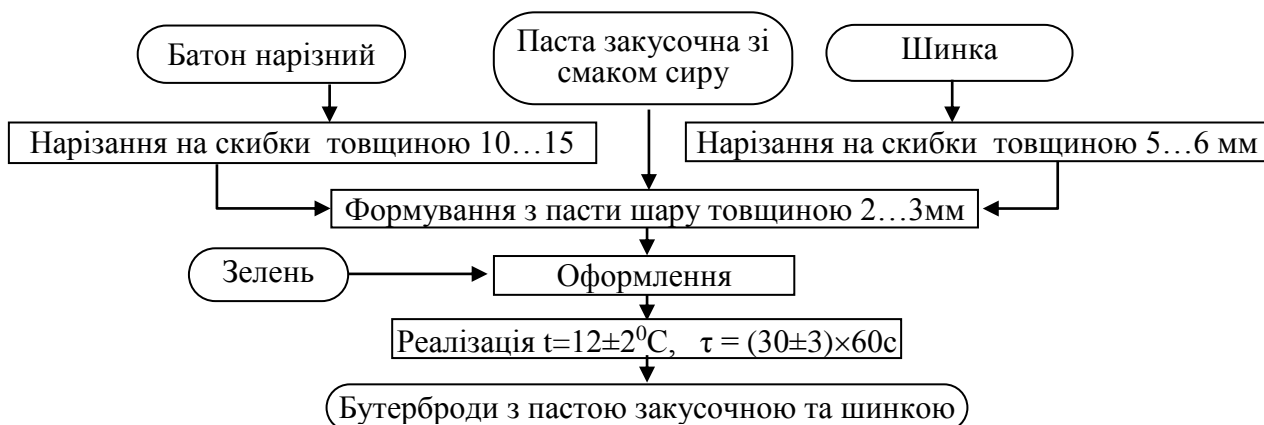 Батон нарізний
Паста закусочна зі
смаком сиру
Шинка
Нарізання на скибки товщиною 10…15
Нарізання на скибки товщиною 5…6 мм
Формування з пасти шару товщиною 2…3мм
Зелень
Оформлення
Реалізація t=12±2⁰С, τ = (30±3)×60с
Бутерброди з пастою закусочною та шинкою